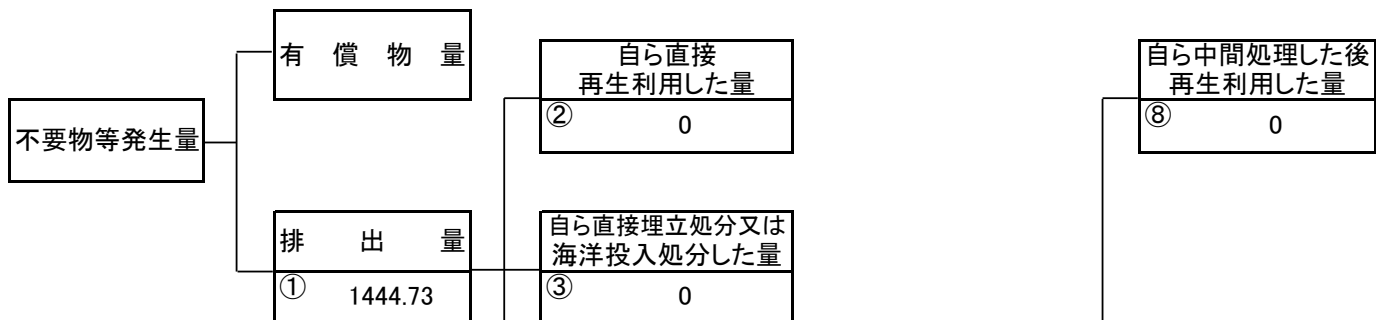 有償物量
自ら直接
再生利用した量
② 0
自ら中間処理した後
再生利用した量
⑧ 0
不要物等発生量
排出量
① 1444.73
自ら直接埋立処分又は
海洋投入処分した量
③ 0